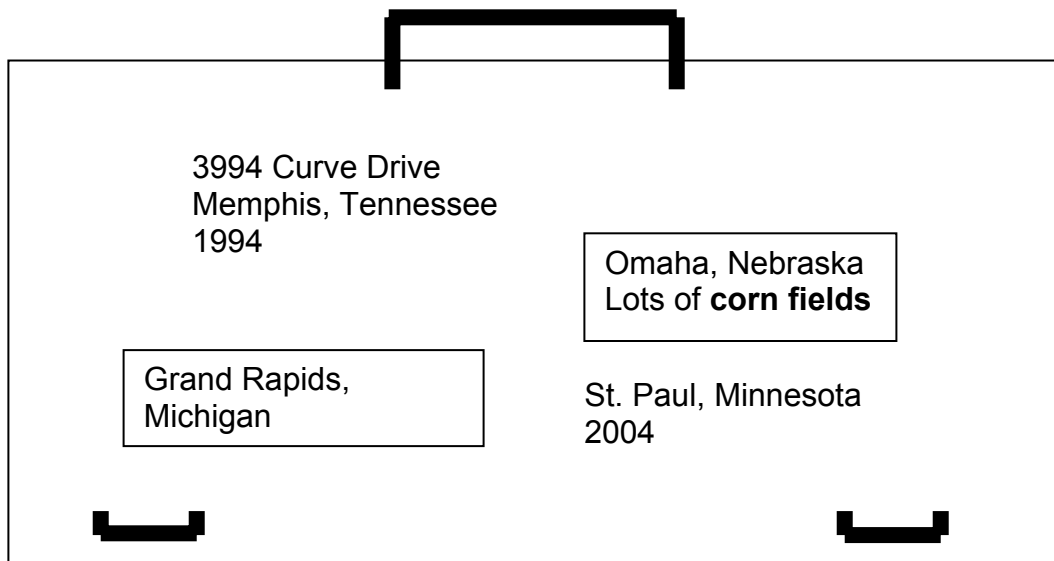 3994 Curve Drive
Memphis, Tennessee
1994
Omaha, Nebraska
Lots of corn fields
Grand Rapids,
Michigan
St. Paul, Minnesota
2004